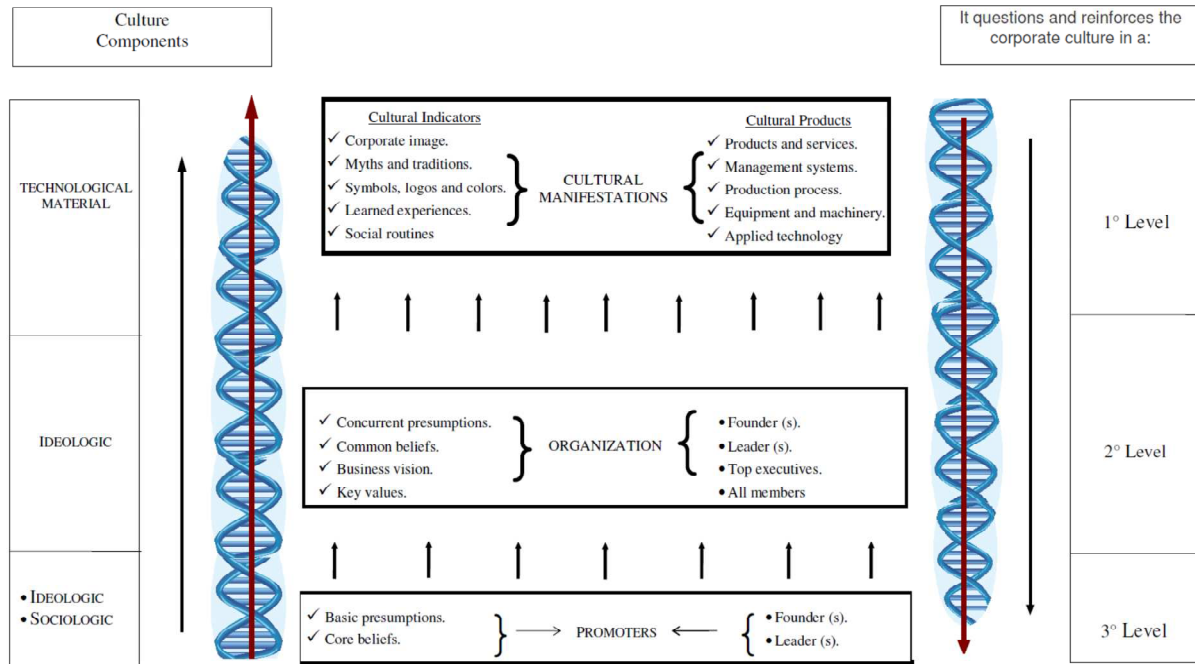 Culture
Components
It questions and reinforces the
corporate culture in a:
TECHNOLOGICAL
MATERIAL
Cultural Indicators
✓ Corporate image.
✓ Myths and traditions.
✓ Symbols, logos and colors.
✓ Learned experiences.
✓ Social routines
CULTURAL
MANIFESTATIONS
Cultural Products
✓ Products and services.
✓ Management systems.
✓ Production process.
✓ Equipment and machinery.
✓ Applied technology
1° Level
IDEOLOGIC
✓ Concurrent presumptions.
✓ Common beliefs.
✓ Business vision.
✓ Key values.
ORGANIZATION
• Founder (s).
• Leader (s).
• Top executives.
• All members
2° Level
• IDEOLOGIC
• SOCIOLOGIC
✓ Basic presumptions.
✓ Core beliefs.
PROMOTERS
• Founder (s).
• Leader (s).
3° Level